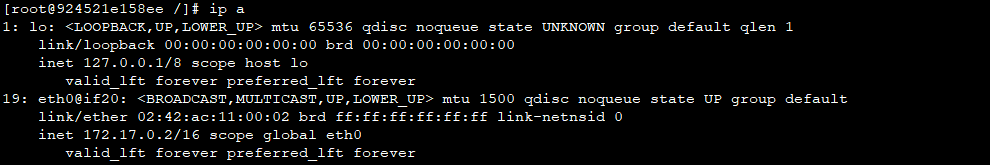 [root@924521e158ee /]# ip a
1: lo: <LOOPBACK,UP,LOWER_UP> mtu 65536 qdisc noqueue state UNKNOWN group default qlen 1
    link/loopback 00:00:00:00:00:00 brd 00:00:00:00:00:00
    inet 127.0.0.1/8 scope host lo
       valid_lft forever preferred_lft forever
19: eth0@if20: <BROADCAST,MULTICAST,UP,LOWER_UP> mtu 1500 qdisc noqueue state UP group default
    link/ether 02:42:ac:11:00:02 brd ff:ff:ff:ff:ff:ff link-netnsid 0
    inet 172.17.0.2/16 scope global eth0
       valid_lft forever preferred_lft forever